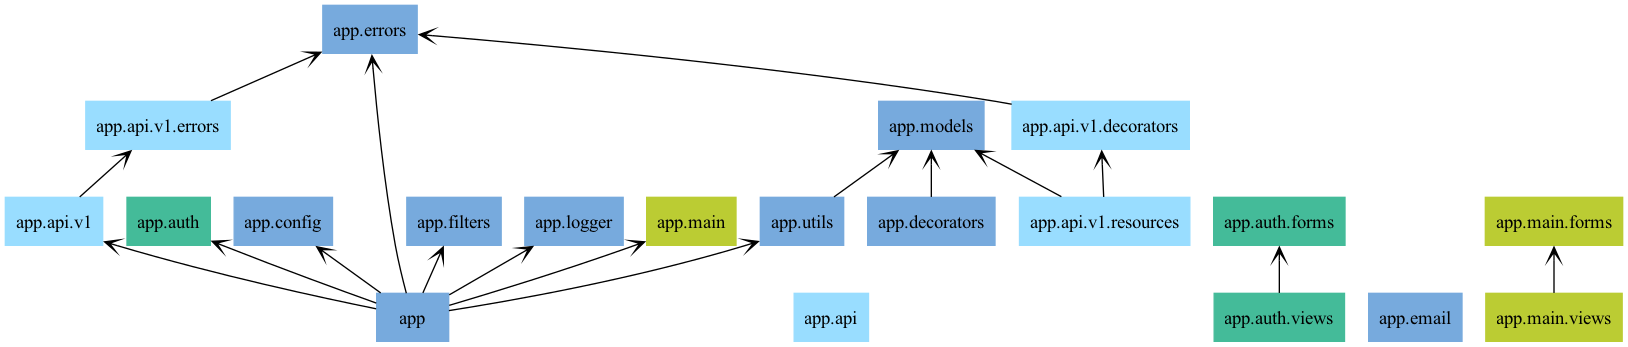 app.errors
app.api.v1.errors
app.models
app.api.v1.decorators
app.api.v1
app.auth
app.config
app.filters
app.logger
app.main
app.utils
app.decorators
app.api.v1.resources
app.auth.forms
app.main.forms
app
app.api
app.auth.views
app.email
app.main.views